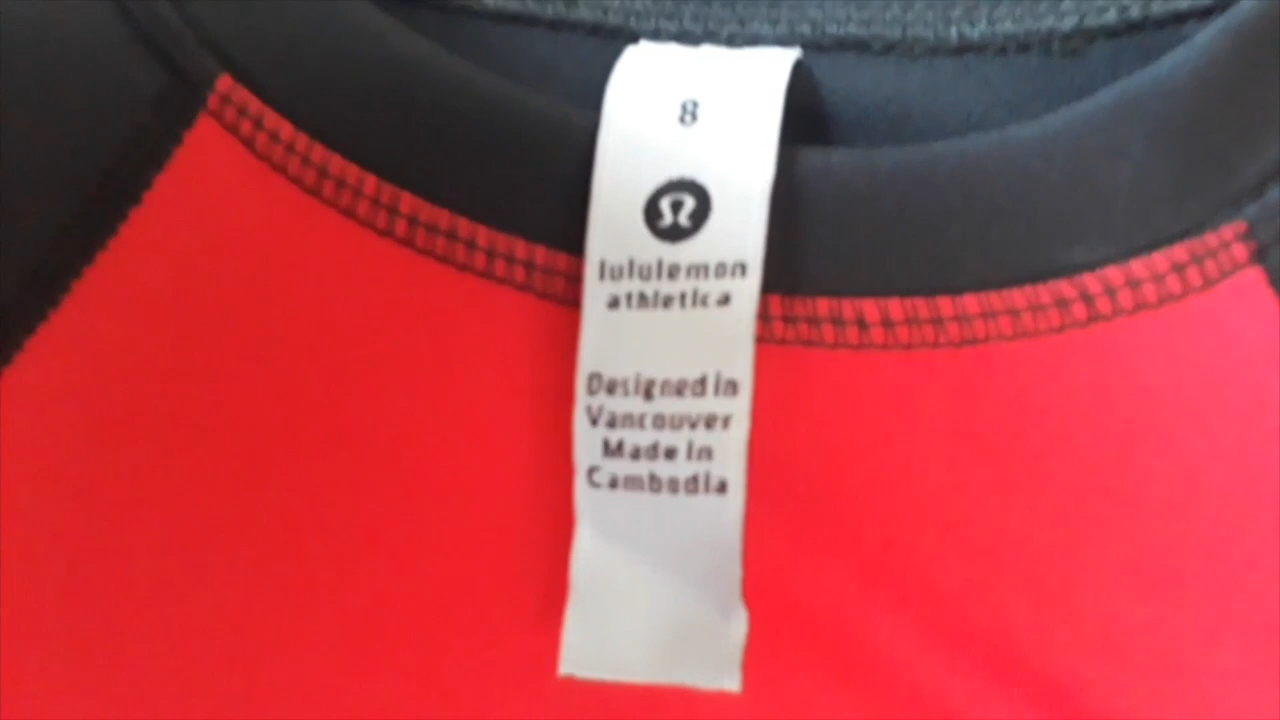 8
lululemon
athletica
Designed in
Vancouver
Made in
Cambodia